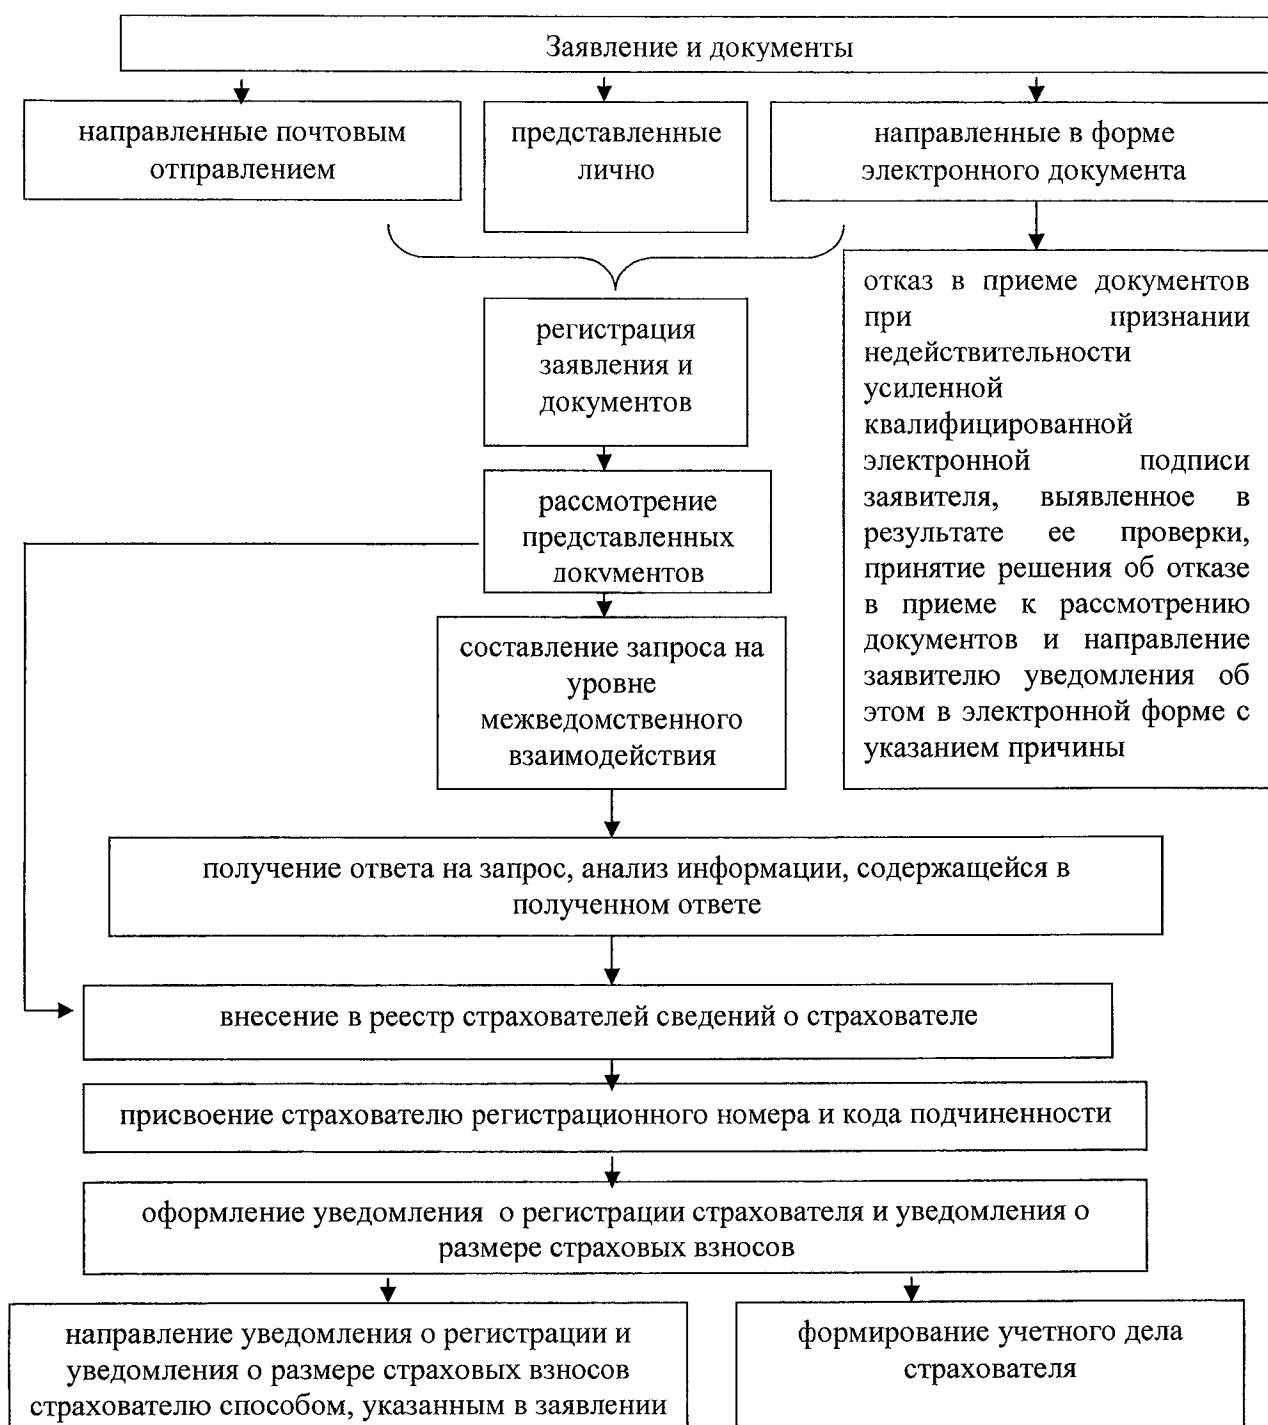 Заявление и документы
направленные почтовым
отправлением
представленные
лично
направленные в форме
электронного документа
отказ в приеме документов
при признании
недействительности
усиленной
квалифицированной
электронной подписи
заявителя, выявленное в
результате ее проверки,
принятие решения об отказе
в приеме к рассмотрению
документов и направление
заявителю уведомления об
этом в электронной форме с
указанием причины
регистрация
заявления и
документов
рассмотрение
представленных
документов
составление запроса на
уровне
межведомственного
взаимодействия
получение ответа на запрос, анализ информации, содержащейся в
полученном ответе
внесение в реестр страхователей сведений о страхователе
присвоение страхователю регистрационного номера и кода подчиненности
оформление уведомления о регистрации страхователя и уведомления о
размере страховых взносов
направление уведомления о регистрации и
уведомления о размере страховых взносов
страхователю способом, указанным в заявлении
формирование учетного дела
страхователя